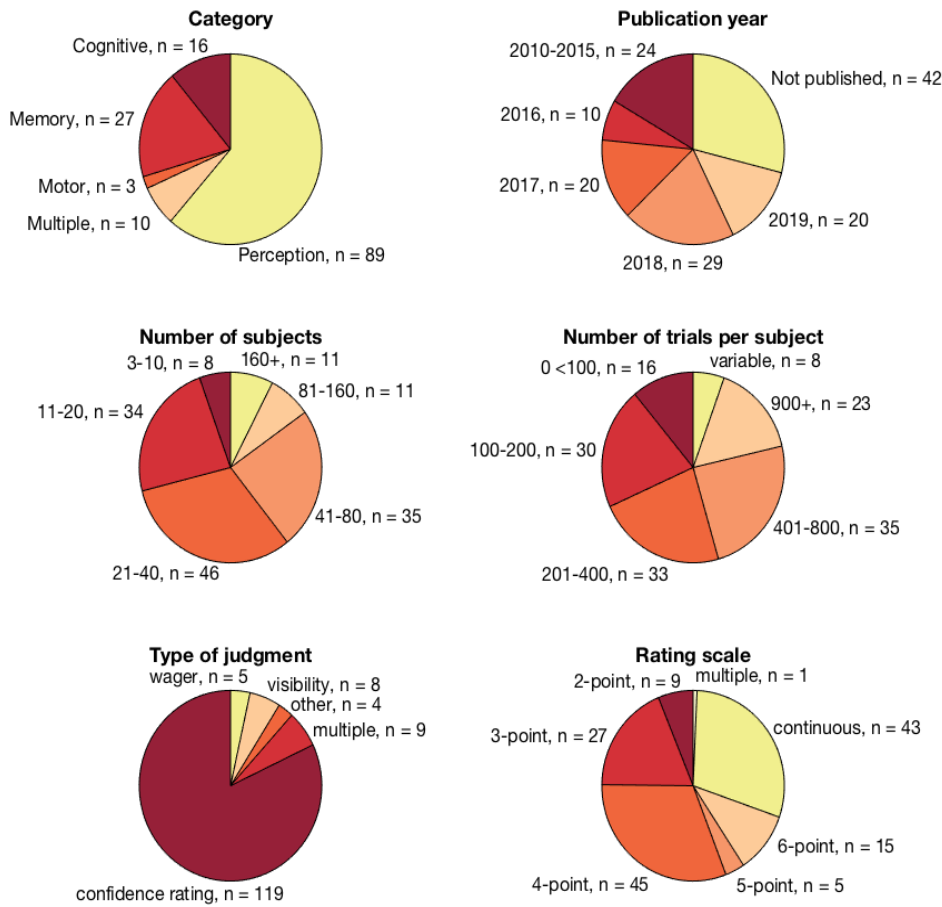 Category
Cognitive, n = 16
Memory, n = 27
Motor, n = 3
Multiple, n = 10
Perception, n = 89
Publication year
2010-2015, n = 24
Not published, n = 42
2016, n = 10
2017, n = 20
2019, n = 20
2018, n = 29
Number of subjects
3-10, n = 8
160+, n = 11
81-160, n = 11
11-20, n = 34
41-80, n = 35
21-40, n = 46
Number of trials per subject
0 <100, n = 16
variable, n = 8
900+, n = 23
100-200, n = 30
401-800, n = 35
201-400, n = 33
Type of judgment
wager, n = 5
visibility, n = 8
other, n = 4
multiple, n = 9
confidence rating, n = 119
Rating scale
2-point, n = 9
multiple, n = 1
continuous, n = 43
3-point, n = 27
6-point, n = 15
4-point, n = 45
5-point, n = 5